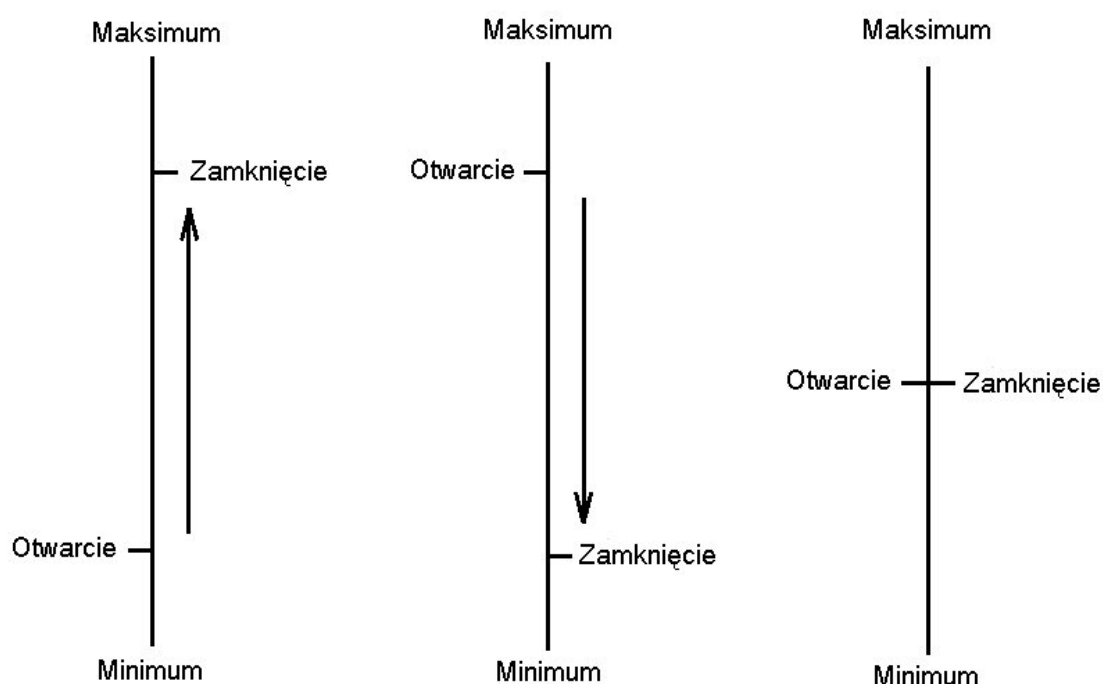 Maksimum
Zamknięcie
Otwarcie
Minimum
Maksimum
Otwarcie
Zamknięcie
Minimum
Maksimum
Otwarcie Zamknięcie
Minimum